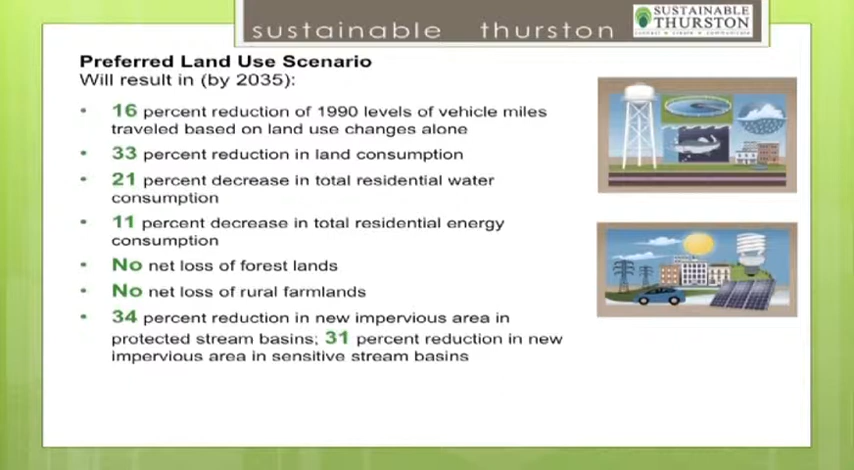 sustainable thurston
SUSTAINABLE
THURSTON
connect • create • communicate
Preferred Land Use Scenario
Will result in (by 2035):
• 16 percent reduction of 1990 levels of vehicle miles
traveled based on land use changes alone
• 33 percent reduction in land consumption
• 21 percent decrease in total residential water
consumption
• 11 percent decrease in total residential energy
consumption
• No net loss of forest lands
• No net loss of rural farmlands
• 34 percent reduction in new impervious area in
protected stream basins; 31 percent reduction in new
impervious area in sensitive stream basins